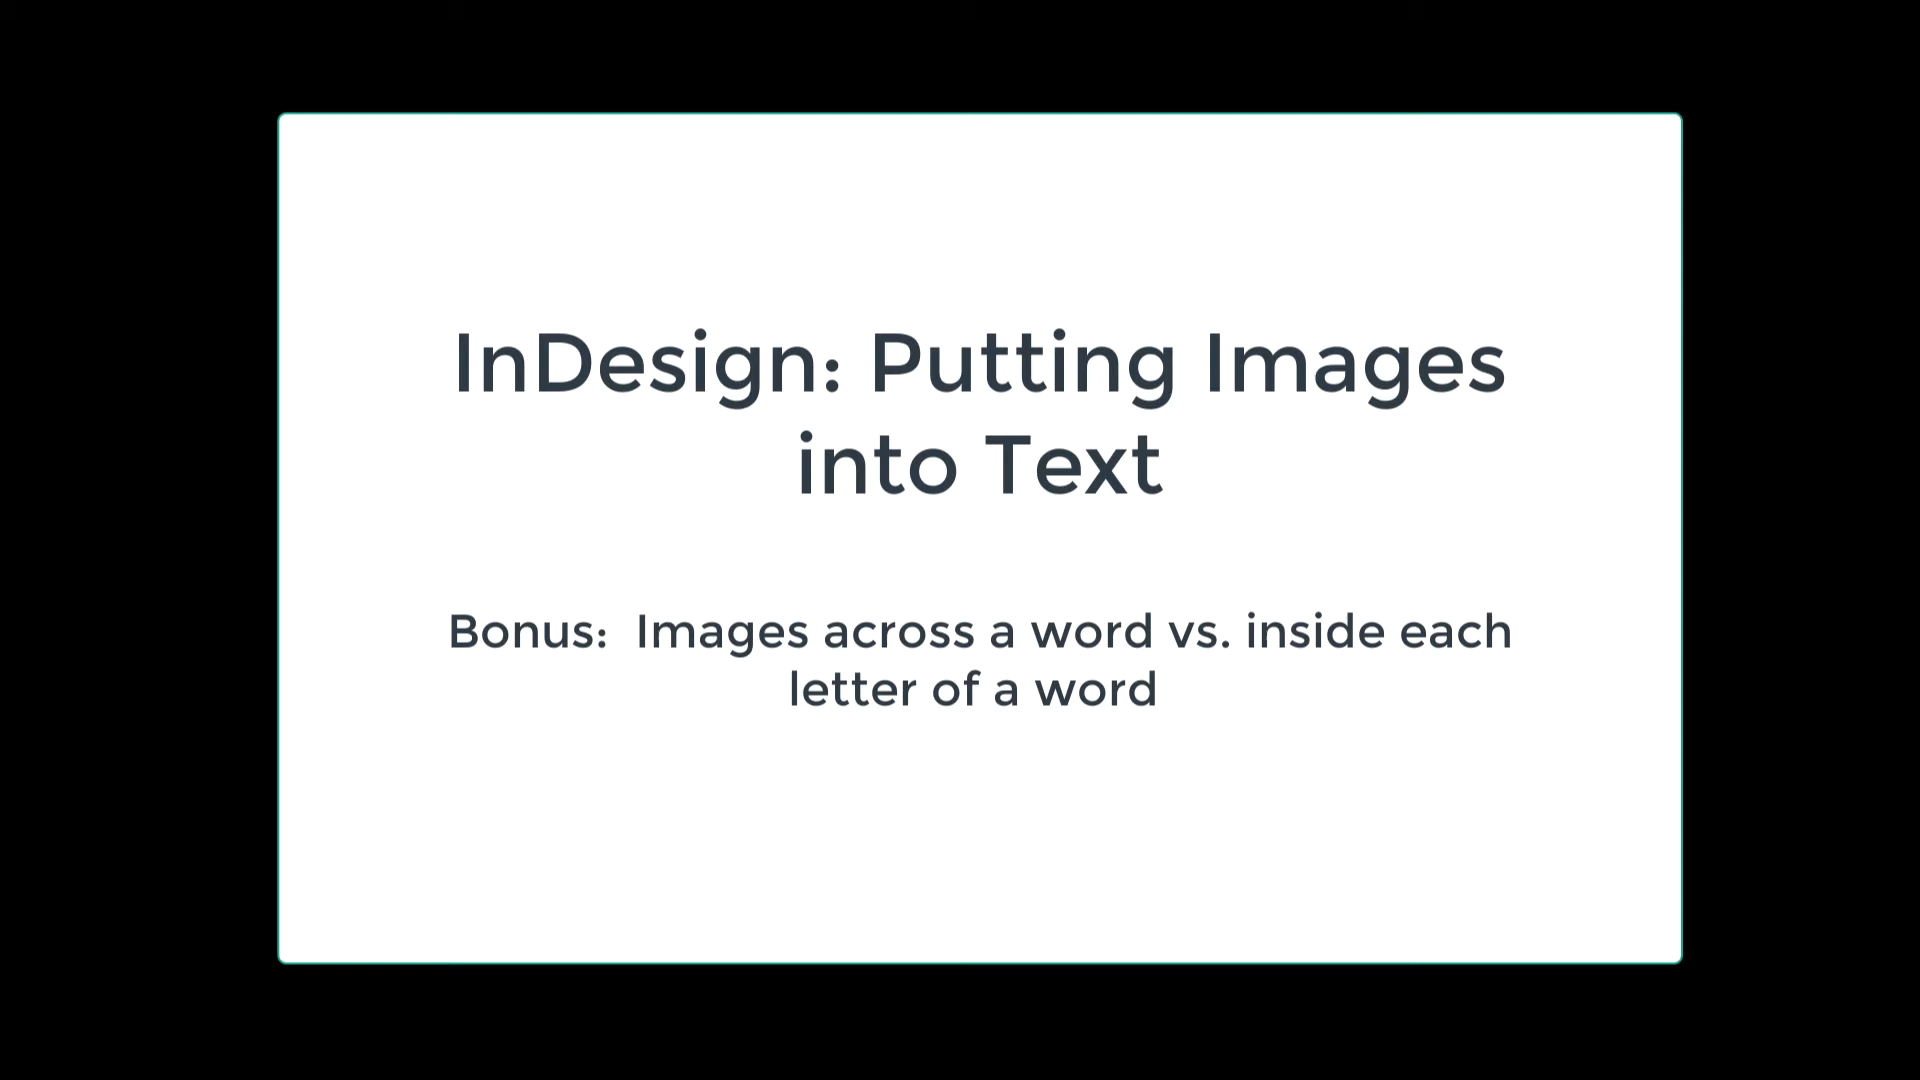 InDesign: Putting Images
into Text
Bonus:  Images across a word vs. inside each
letter of a word